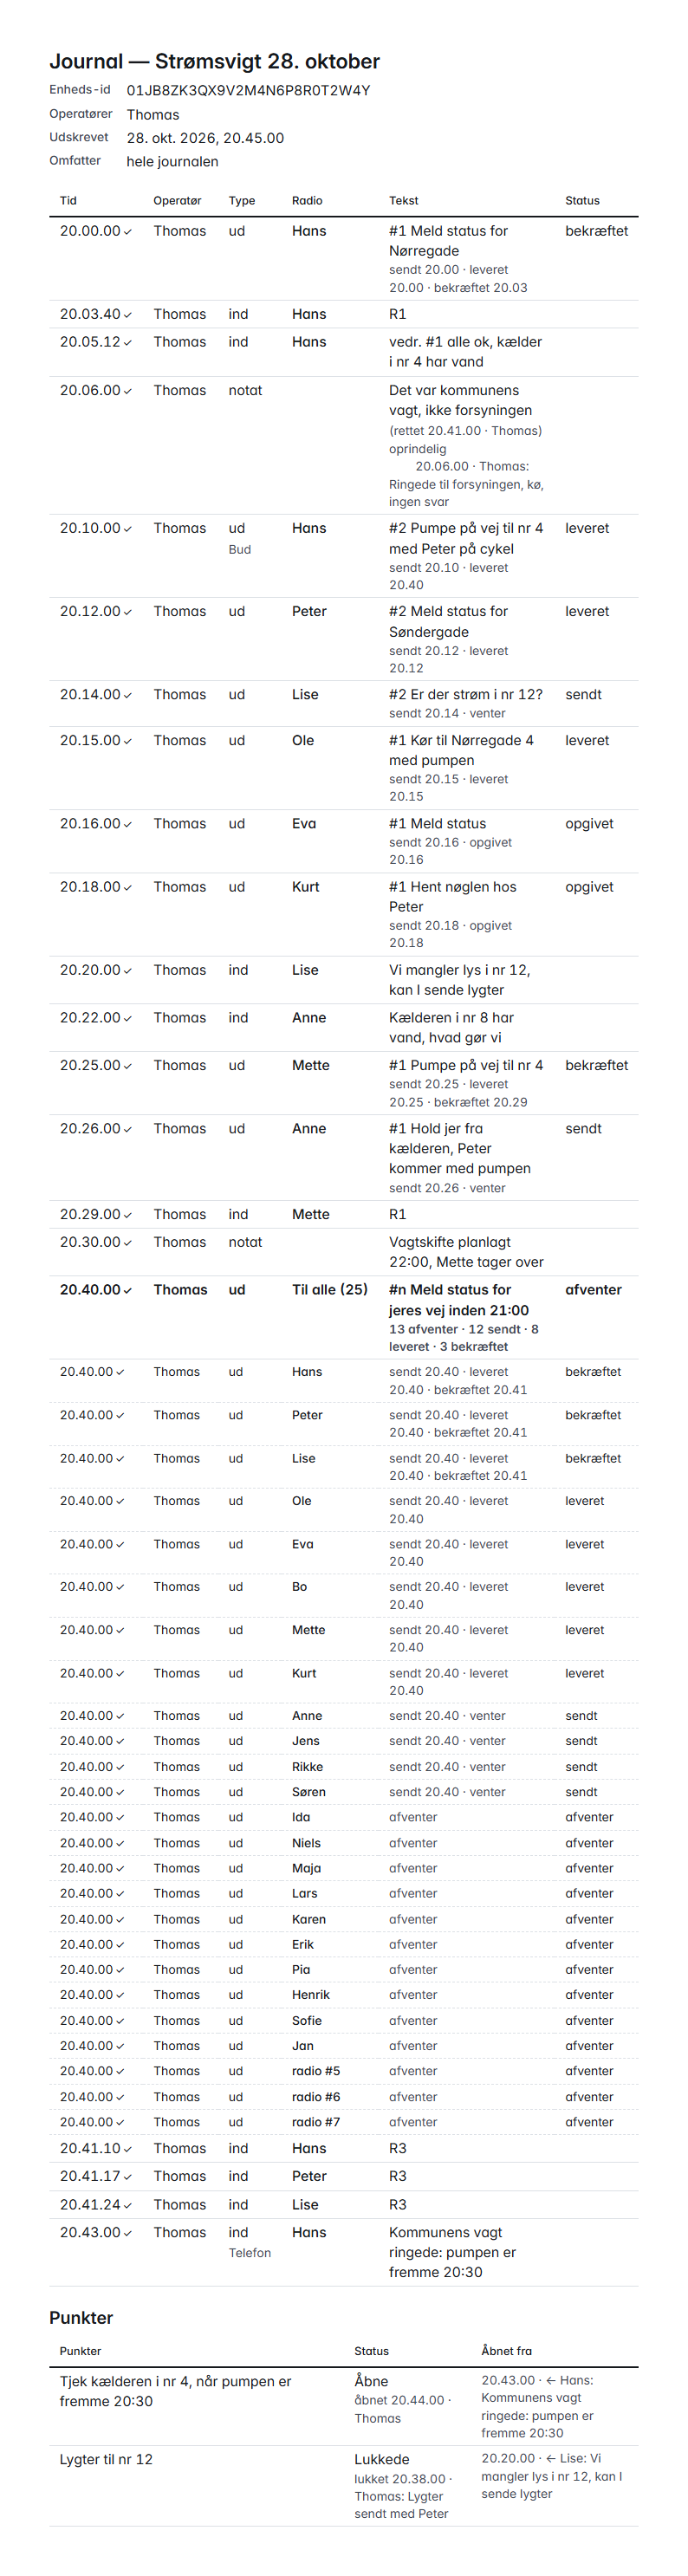 Journal — Strømsvigt 28. oktober
Enheds-id 01JB8ZK3QX9V2M4N6P8R0T2W4Y
Operatører Thomas
Udskrevet 28. okt. 2026, 20.45.00
Omfatter hele journalen
Tid Operatør Type Radio Tekst Status
20.00.00 ✓ Thomas ud Hans #1 Meld status for bekræftet
Nørregade
sendt 20.00 · leveret
20.00 · bekræftet 20.03
20.03.40 ✓ Thomas ind Hans R1
20.05.12 ✓ Thomas ind Hans vedr. #1 alle ok, kælder
i nr 4 har vand
20.06.00 ✓ Thomas notat Det var kommunens
vagt, ikke forsyningen
(rettet 20.41.00 · Thomas)
oprindelig
20.06.00 · Thomas:
Ringede til forsyningen, kø,
ingen svar
20.10.00 ✓ Thomas ud Hans #2 Pumpe på vej til nr 4 leveret
Bud med Peter på cykel
sendt 20.10 · leveret
20.40
20.12.00 ✓ Thomas ud Peter #2 Meld status for leveret
Søndergade
sendt 20.12 · leveret
20.12
20.14.00 ✓ Thomas ud Lise #2 Er der strøm i nr 12? sendt
sendt 20.14 · venter
20.15.00 ✓ Thomas ud Ole #1 Kør til Nørregade 4 leveret
med pumpen
sendt 20.15 · leveret
20.15
20.16.00 ✓ Thomas ud Eva #1 Meld status opgivet
sendt 20.16 · opgivet
20.16
20.18.00 ✓ Thomas ud Kurt #1 Hent nøglen hos opgivet
Peter
sendt 20.18 · opgivet
20.18
20.20.00 ✓ Thomas ind Lise Vi mangler lys i nr 12,
kan I sende lygter
20.22.00 ✓ Thomas ind Anne Kælderen i nr 8 har
vand, hvad gør vi
20.25.00 ✓ Thomas ud Mette #1 Pumpe på vej til nr 4 bekræftet
sendt 20.25 · leveret
20.25 · bekræftet 20.29
20.26.00 ✓ Thomas ud Anne #1 Hold jer fra sendt
kælderen, Peter
kommer med pumpen
sendt 20.26 · venter
20.29.00 ✓ Thomas ind Mette R1
20.30.00 ✓ Thomas notat Vagtskifte planlagt
22:00, Mette tager over
20.40.00 ✓ Thomas ud Til alle (25) #n Meld status for afventer
jeres vej inden 21:00
13 afventer · 12 sendt · 8
leveret · 3 bekræftet
20.40.00 ✓ Thomas ud Hans sendt 20.40 · leveret bekræftet
20.40 · bekræftet 20.41
20.40.00 ✓ Thomas ud Peter sendt 20.40 · leveret bekræftet
20.40 · bekræftet 20.41
20.40.00 ✓ Thomas ud Lise sendt 20.40 · leveret bekræftet
20.40 · bekræftet 20.41
20.40.00 ✓ Thomas ud Ole sendt 20.40 · leveret leveret
20.40
20.40.00 ✓ Thomas ud Eva sendt 20.40 · leveret leveret
20.40
20.40.00 ✓ Thomas ud Bo sendt 20.40 · leveret leveret
20.40
20.40.00 ✓ Thomas ud Mette sendt 20.40 · leveret leveret
20.40
20.40.00 ✓ Thomas ud Kurt sendt 20.40 · leveret leveret
20.40
20.40.00 ✓ Thomas ud Anne sendt 20.40 · venter sendt
20.40.00 ✓ Thomas ud Jens sendt 20.40 · venter sendt
20.40.00 ✓ Thomas ud Rikke sendt 20.40 · venter sendt
20.40.00 ✓ Thomas ud Søren sendt 20.40 · venter sendt
20.40.00 ✓ Thomas ud Ida afventer afventer
20.40.00 ✓ Thomas ud Niels afventer afventer
20.40.00 ✓ Thomas ud Maja afventer afventer
20.40.00 ✓ Thomas ud Lars afventer afventer
20.40.00 ✓ Thomas ud Karen afventer afventer
20.40.00 ✓ Thomas ud Erik afventer afventer
20.40.00 ✓ Thomas ud Pia afventer afventer
20.40.00 ✓ Thomas ud Henrik afventer afventer
20.40.00 ✓ Thomas ud Sofie afventer afventer
20.40.00 ✓ Thomas ud Jan afventer afventer
20.40.00 ✓ Thomas ud radio #5 afventer afventer
20.40.00 ✓ Thomas ud radio #6 afventer afventer
20.40.00 ✓ Thomas ud radio #7 afventer afventer
20.41.10 ✓ Thomas ind Hans R3
20.41.17 ✓ Thomas ind Peter R3
20.41.24 ✓ Thomas ind Lise R3
20.43.00 ✓ Thomas ind Hans Kommunens vagt
Telefon ringede: pumpen er
fremme 20:30
Punkter
Punkter Status Åbnet fra
Tjek kælderen i nr 4, når pumpen er Åbne 20.43.00 · ← Hans:
fremme 20:30 åbnet 20.44.00 · Kommunens vagt
Thomas ringede: pumpen er
fremme 20:30
Lygter til nr 12 Lukkede 20.20.00 · ← Lise: Vi
lukket 20.38.00 · mangler lys i nr 12, kan I
Thomas: Lygter sende lygter
sendt med Peter